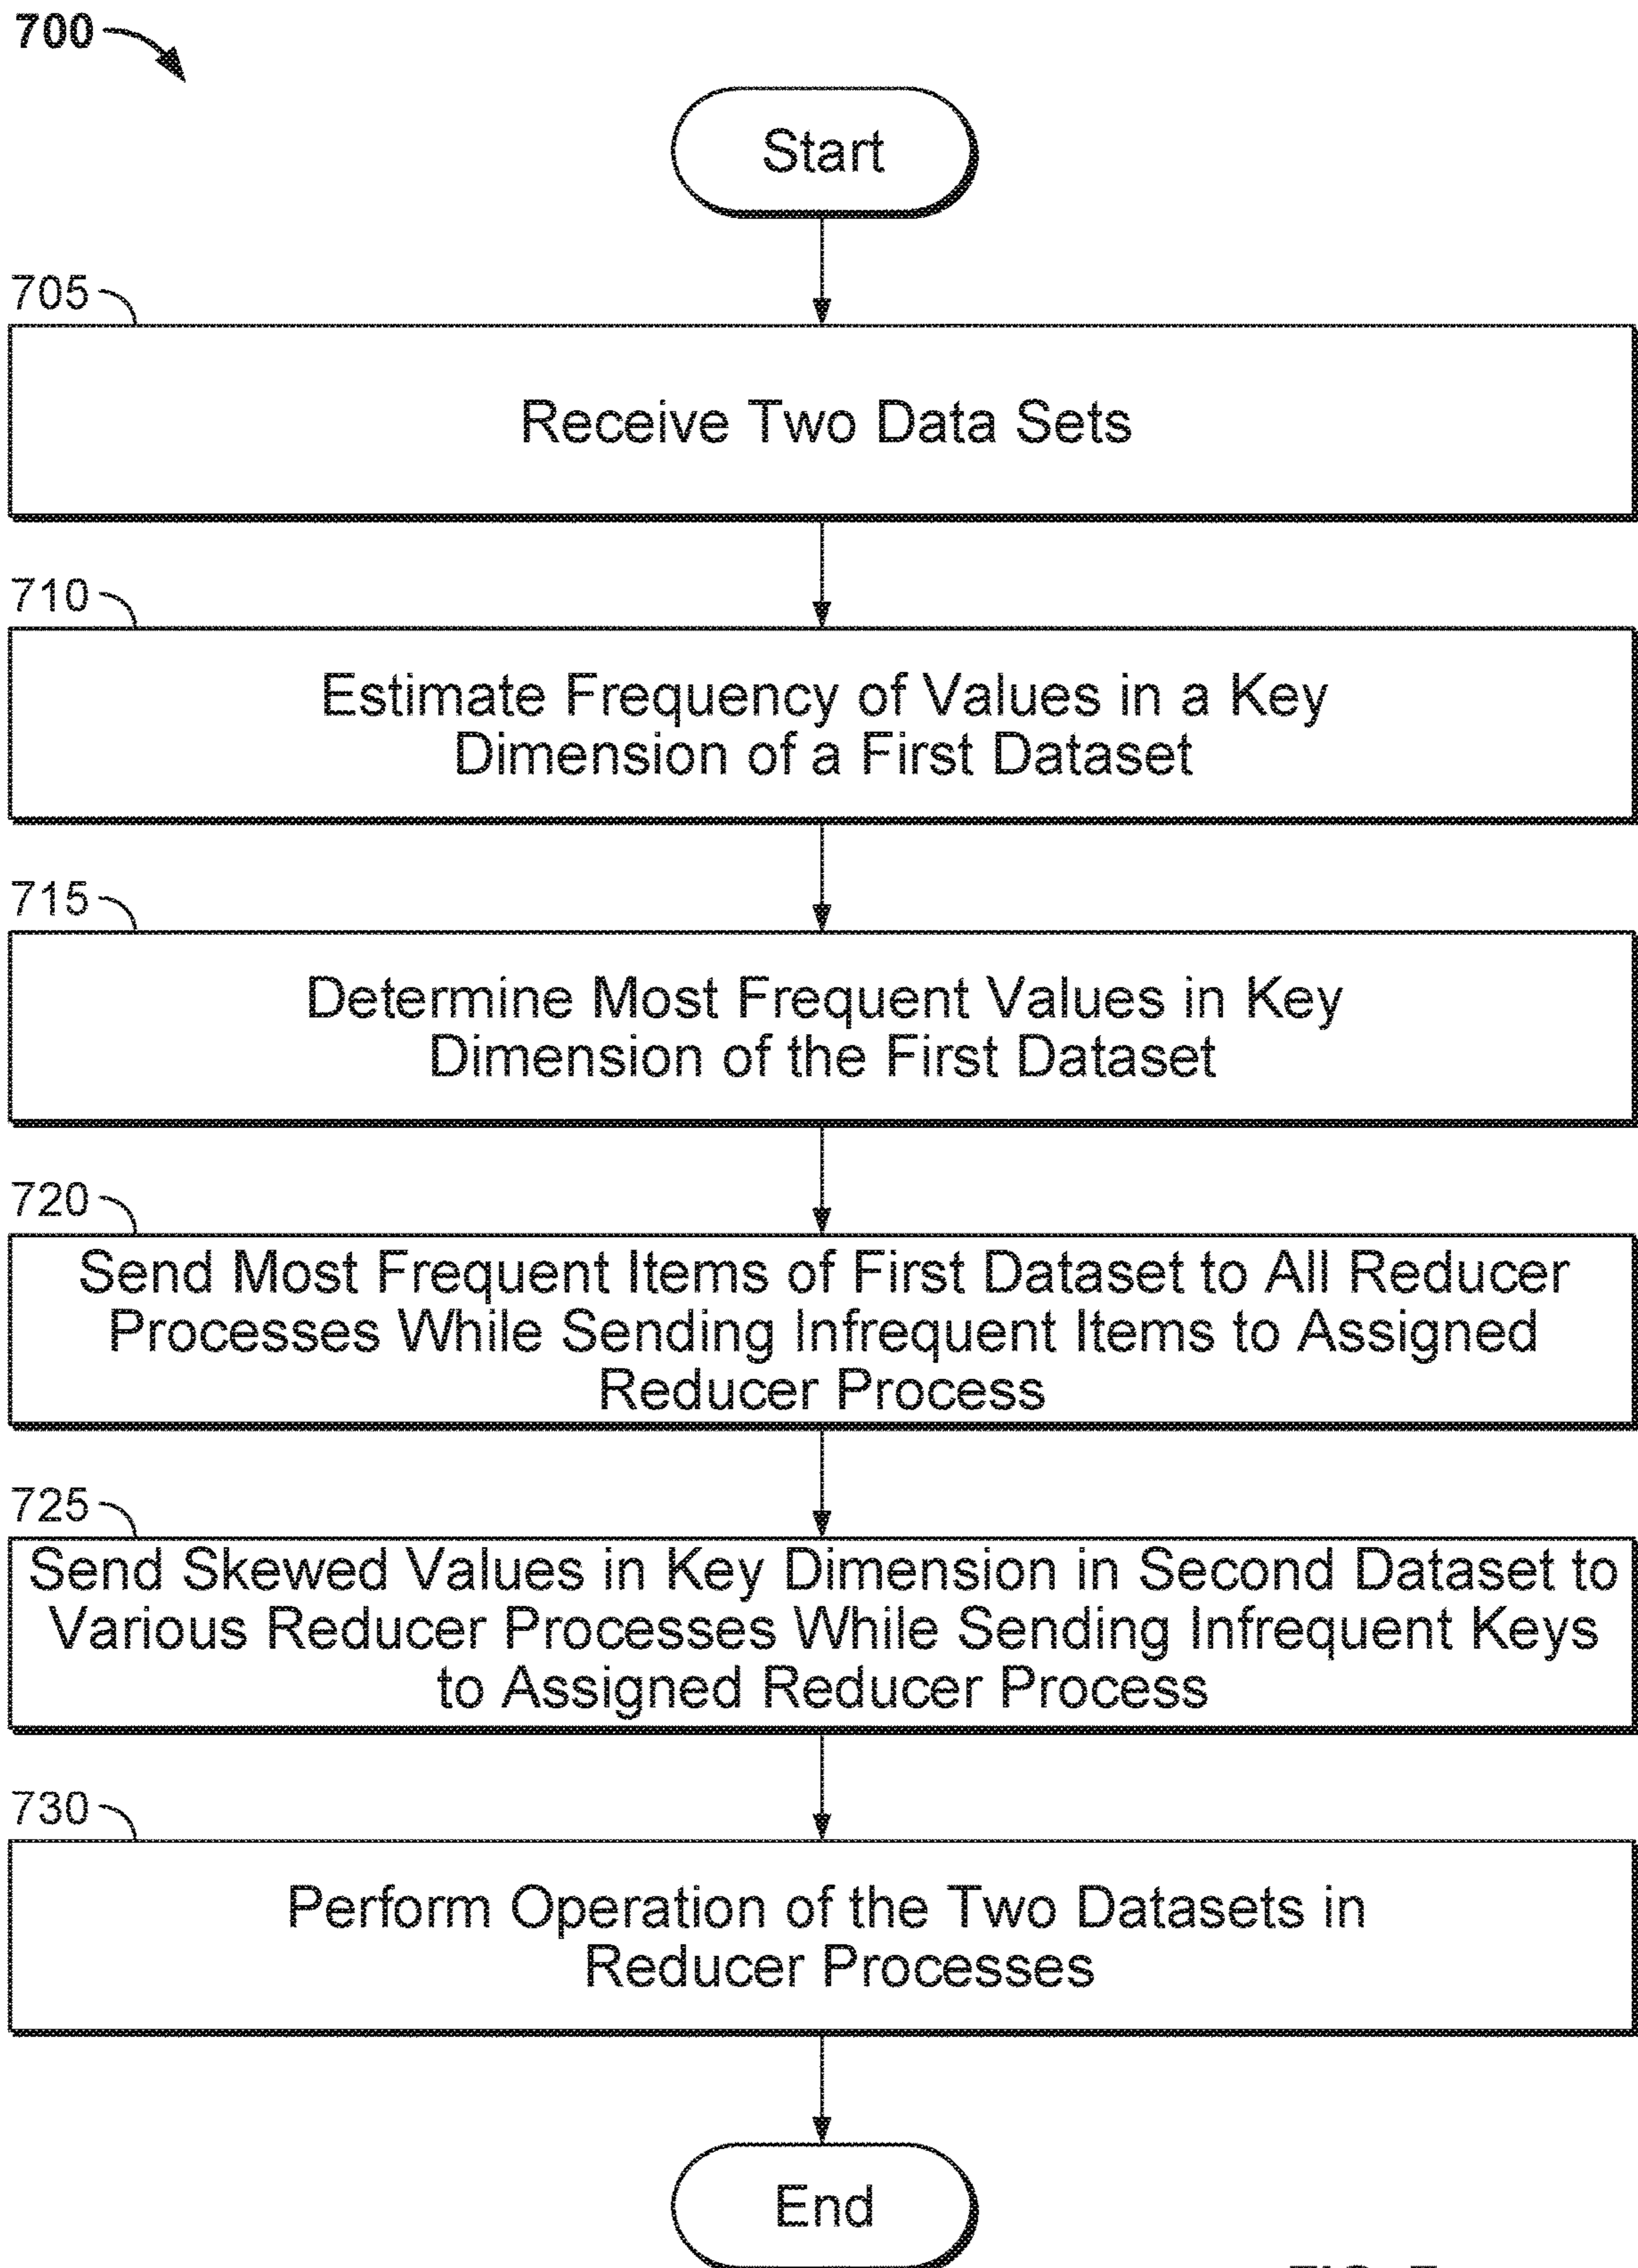 700
Start
705
Receive Two Data Sets
710
Estimate Frequency of Values in a Key
Dimension of a First Dataset
715
Determine Most Frequent Values in Key
Dimension of the First Dataset
720
Send Most Frequent Items of First Dataset to All Reducer
Processes While Sending Infrequent Items to Assigned
Reducer Process
725
Send Skewed Values in Key Dimension in Second Dataset to
Various Reducer Processes While Sending Infrequent Keys
to Assigned Reducer Process
730
Perform Operation of the Two Datasets in
Reducer Processes
End